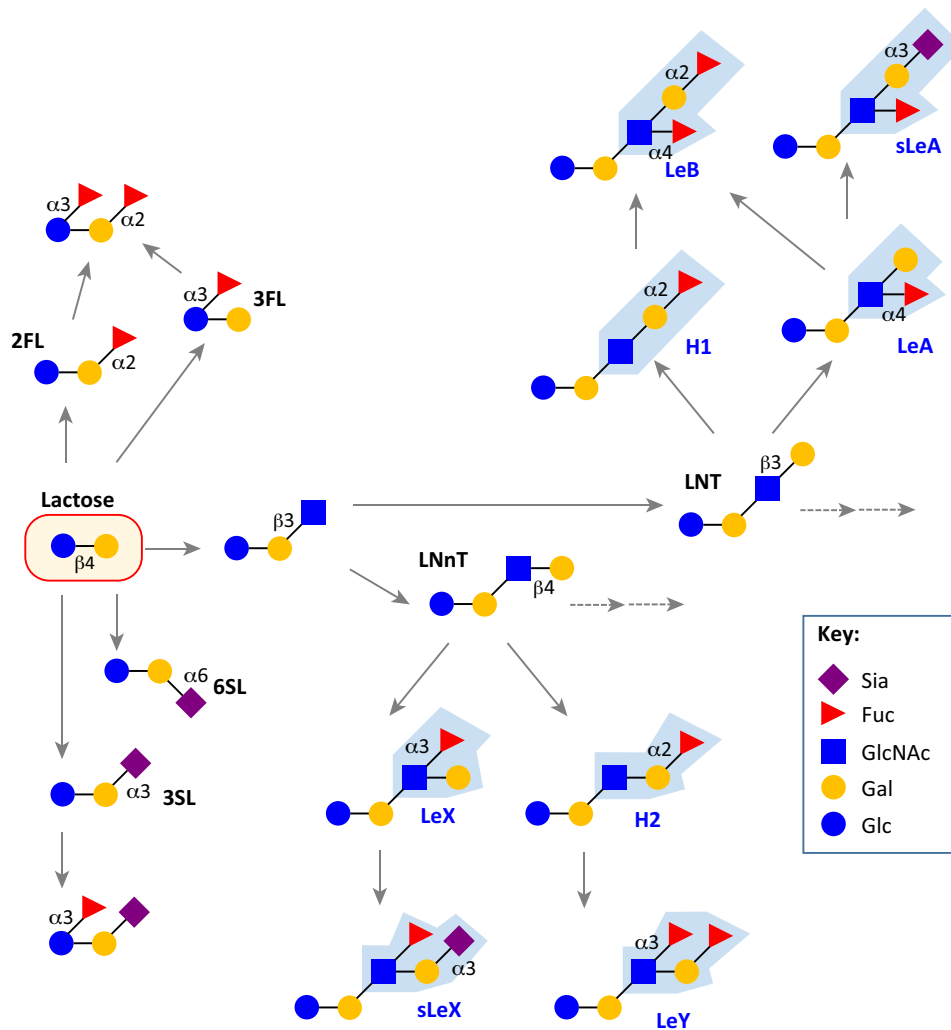 α3
α2
sLeA
α4
LeB
α3
α2
α3
3FL
α2
2FL
α2
H1
α4
LeA
Lactose
β4
β3
LNT
β3
LNnT
β4
α6
6SL
α3
3SL
α3
LeX
α2
H2
Key:
Sia
Fuc
GlcNAc
Gal
Glc
α3
α3
sLeX
α3
LeY